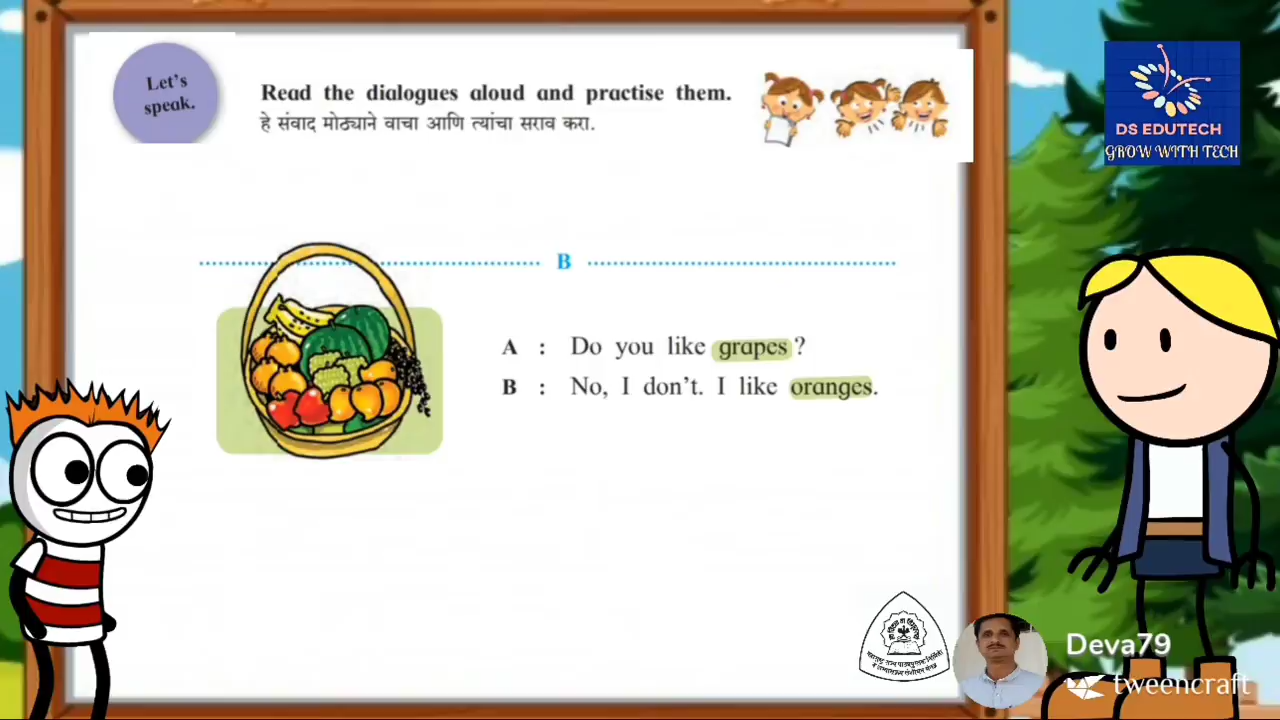 Let's
speak.
Read the dialogues aloud and practise them.
हे संवाद मोठ्याने वाचा आणि त्यांचा सराव करा.
DS EDUTECH
GROW WITH TECH
B
A : Do you like grapes ?
B : No, I don't. I like oranges.
Deva79
tweencraft